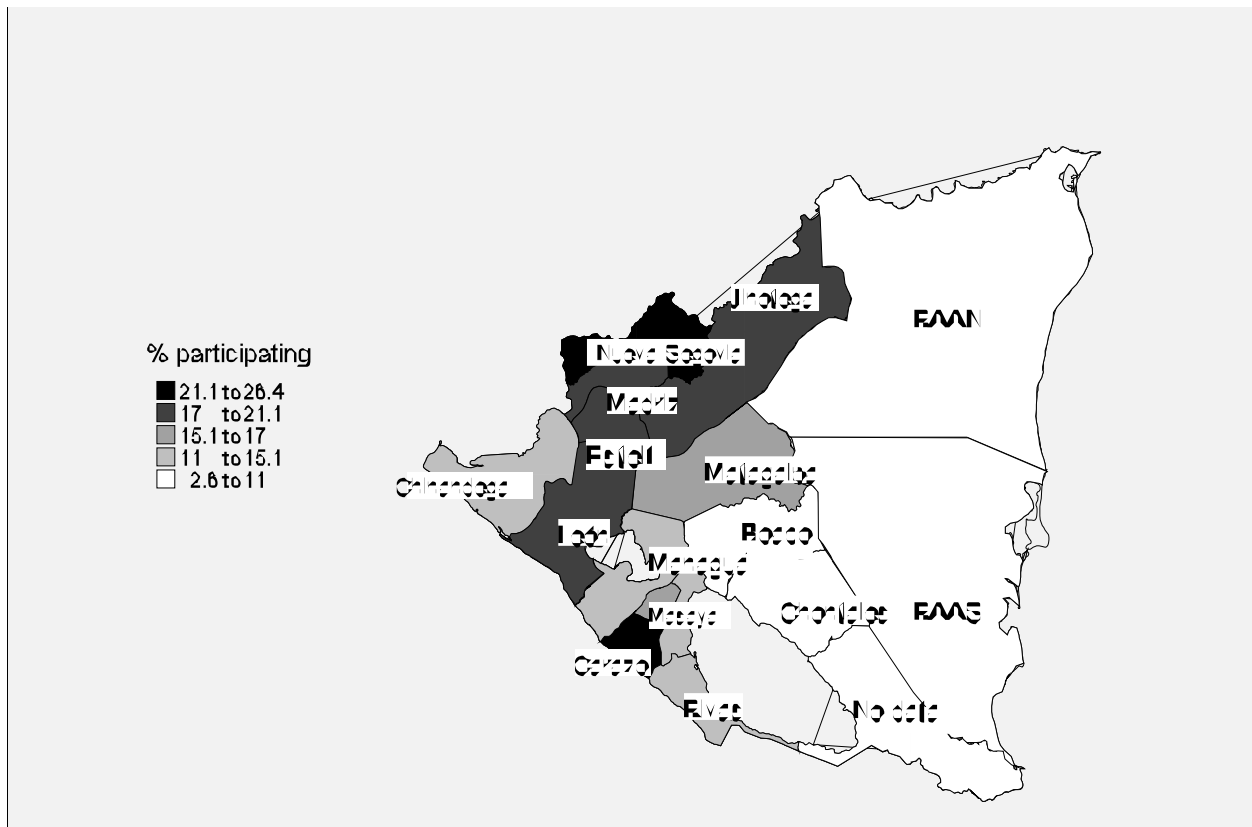 % participating
21.1 to 26.4
17 to 21.1
15.1 to 17
11 to 15.1
2.6 to 11
Jinotega
RAAN
Nueva Segovia
Madriz
Estelí
Matagalpa
Chinandega
León
Boaco
Managua
Masaya
Chontales
RAAS
Carazo
Rivas
No data